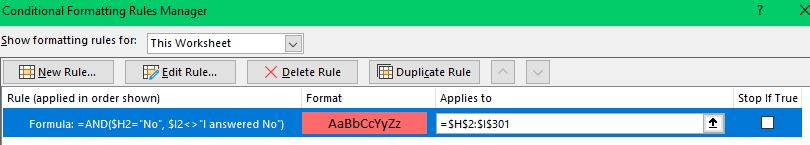 Conditional Formatting Rules Manager ? ×
Show formatting rules for: This Worksheet
New Rule... Edit Rule... Delete Rule Duplicate Rule
Rule (applied in order shown) Format Applies to Stop If True
Formula: =AND($H2="No", $I2<>"I answered No") AaBbCcYyZz =$H$2:$I$301